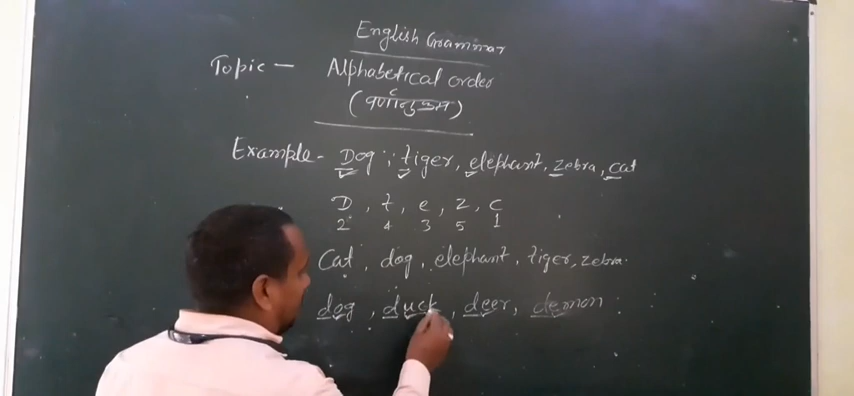 English Grammar
Topic - Alphabetical order
(वर्णानुक्रम)
Example - Dog, tiger, elephant, zebra, cat
D, t, e, z, c
2 4 3 5 1
Cat, dog, elephant, tiger, zebra.
dog, duck, deer, demon